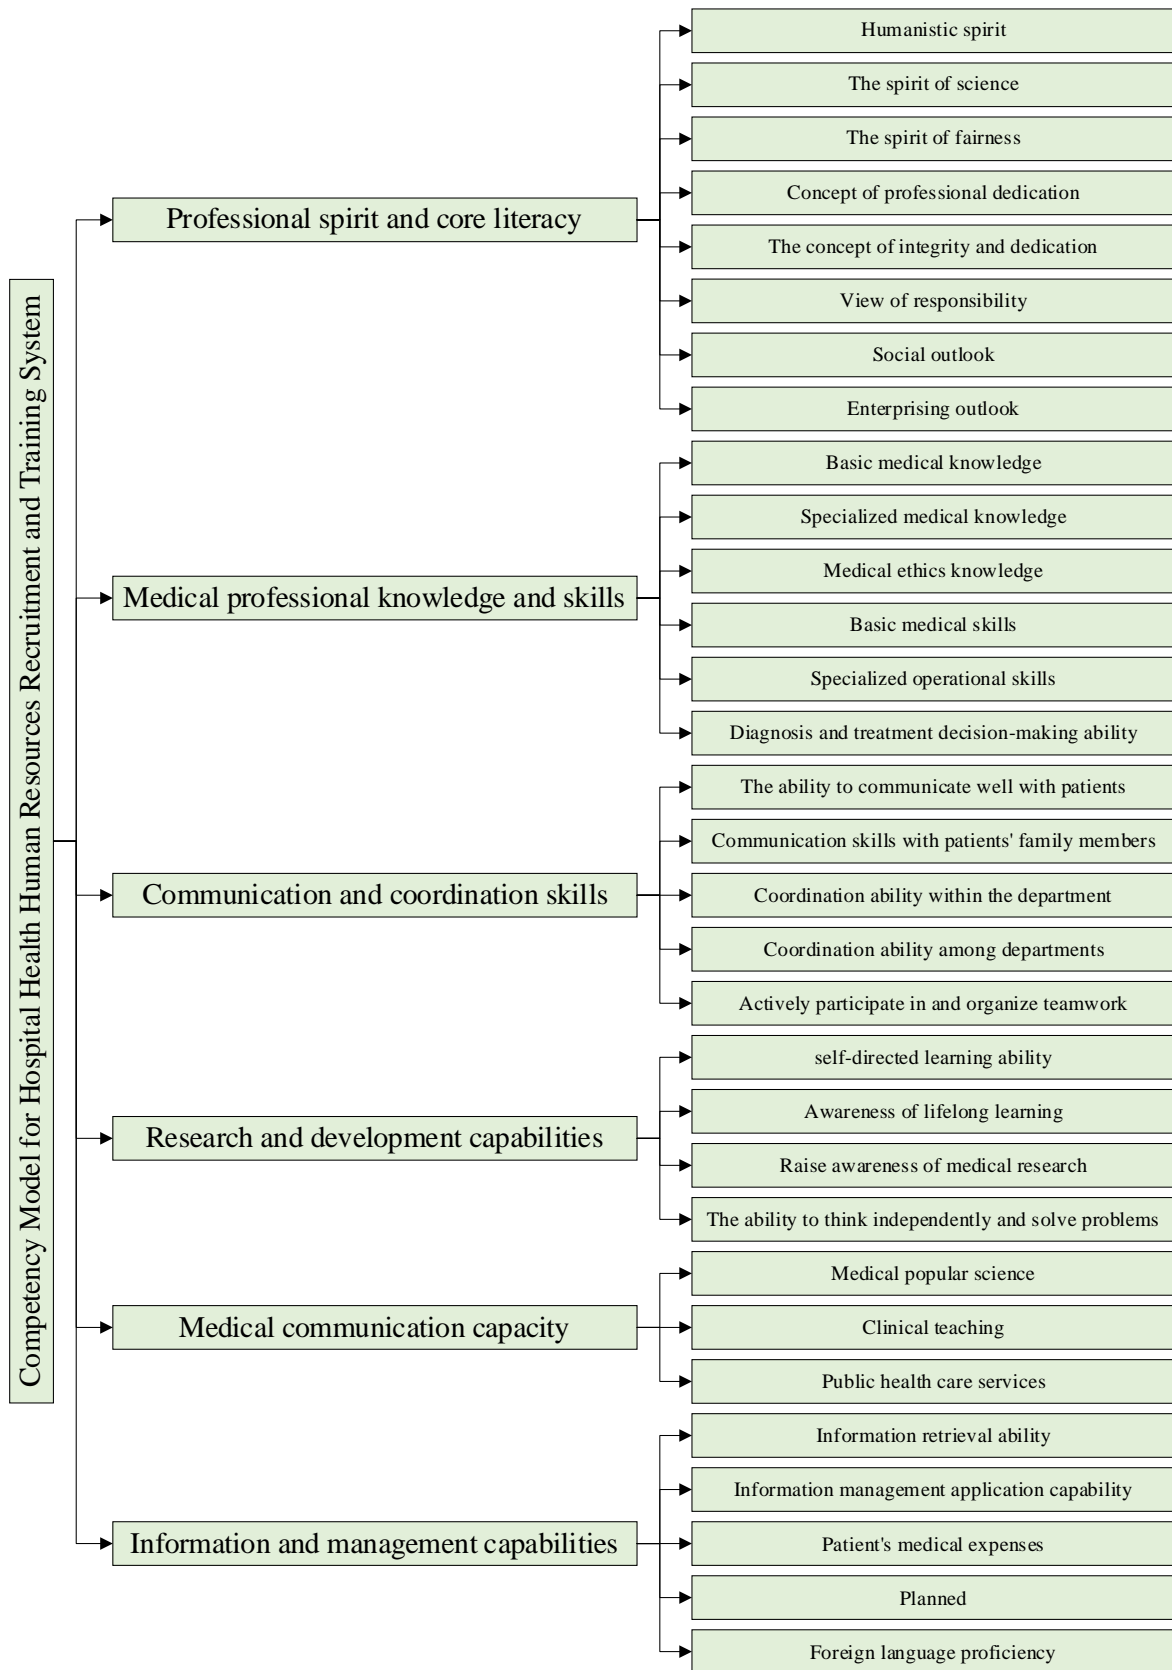 Competency Model for Hospital Health Human Resources Recruitment and Training System
Professional spirit and core literacy
Humanistic spirit
The spirit of science
The spirit of fairness
Concept of professional dedication
The concept of integrity and dedication
View of responsibility
Social outlook
Enterprising outlook
Medical professional knowledge and skills
Basic medical knowledge
Specialized medical knowledge
Medical ethics knowledge
Basic medical skills
Specialized operational skills
Diagnosis and treatment decision-making ability
Communication and coordination skills
The ability to communicate well with patients
Communication skills with patients' family members
Coordination ability within the department
Coordination ability among departments
Actively participate in and organize teamwork
Research and development capabilities
self-directed learning ability
Awareness of lifelong learning
Raise awareness of medical research
The ability to think independently and solve problems
Medical communication capacity
Medical popular science
Clinical teaching
Public health care services
Information and management capabilities
Information retrieval ability
Information management application capability
Patient's medical expenses
Planned
Foreign language proficiency